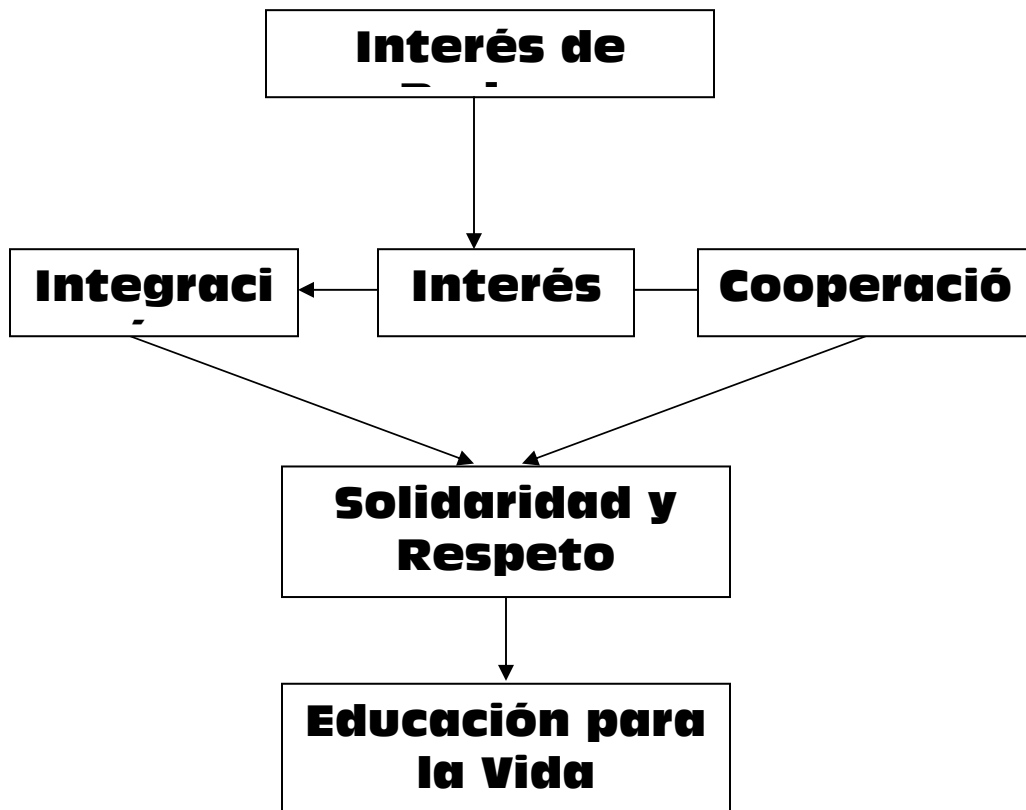 Interés de
Integraci
Interés
Cooperació
Solidaridad y
Respeto
Educación para
la Vida